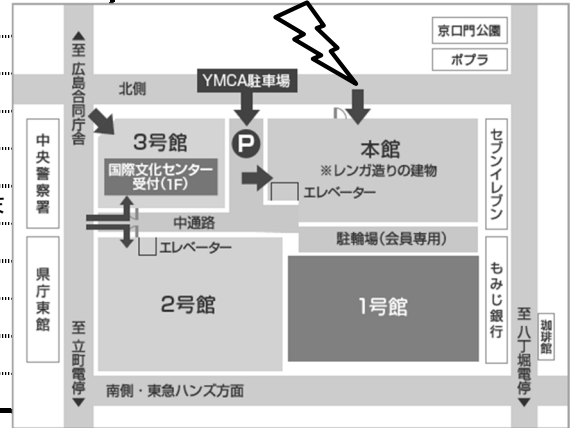 京口門公園
ポプラ
▲至 広島合同庁舎
北側
YMCA駐車場
3号館
国際文化センター
受付(1F)
P
本館
※レンガ造りの建物
エレベーター
中央警察署
セブンイレブン
中通路
エレベーター
駐輪場(会員専用)
県庁東館
2号館
1号館
もみじ銀行
至 立町電停▼
至 八丁堀電停▼
珈琲館
南側・東急ハンズ方面